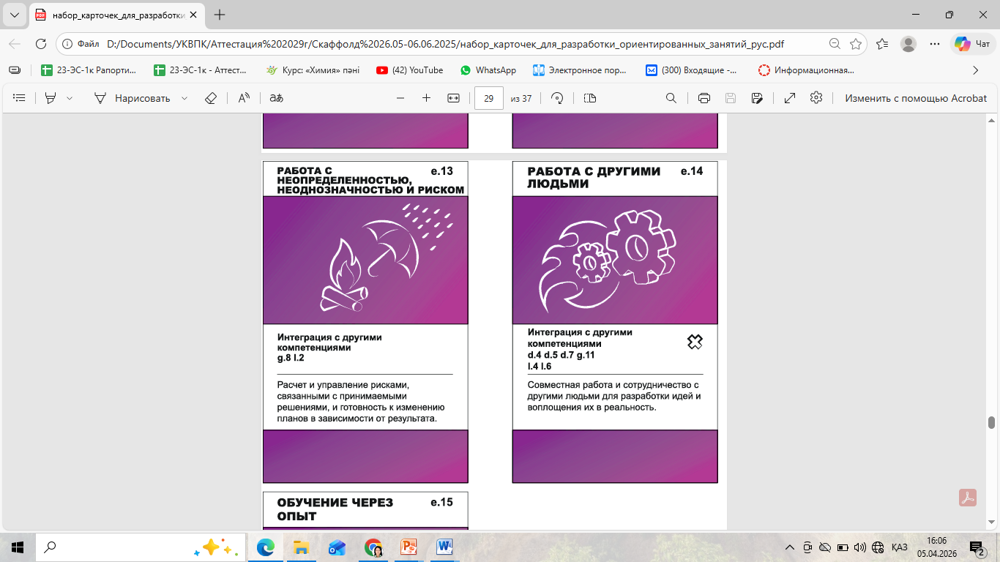 набор_карточек_для_разработки_
Файл
D:/Documents/УКВПК/Аттестация%202029г/Скаффолд%2026.05-06.06.2025/набор_карточек_для_разработки_ориентированных_занятий_рус.pdf
Чат
23-ЭС-1к Рапорти...
23-ЭС-1к - Аттест...
Курс: «Химия» пәні
(42) YouTube
WhatsApp
Электронное пор...
(300) Входящие -...
Информационная...
Нарисовать
29 из 37
Изменить с помощью Acrobat
РАБОТА С
НЕОПРЕДЕЛЕННОСТЬЮ,
НЕОДНОЗНАЧНОСТЬЮ И РИСКОМ
e.13
Интеграция с другими
компетенциями
g.8 l.2
Расчет и управление рисками,
связанными с принимаемыми
решениями, и готовность к изменению
планов в зависимости от результата.
РАБОТА С ДРУГИМИ
ЛЮДЬМИ
e.14
Интеграция с другими
компетенциями
d.4 d.5 d.7 g.11
l.4 l.6
Совместная работа и сотрудничество с
другими людьми для разработки идей и
воплощения их в реальность.
ОБУЧЕНИЕ ЧЕРЕЗ
ОПЫТ
e.15
ҚАЗ
16:06
05.04.2026
2